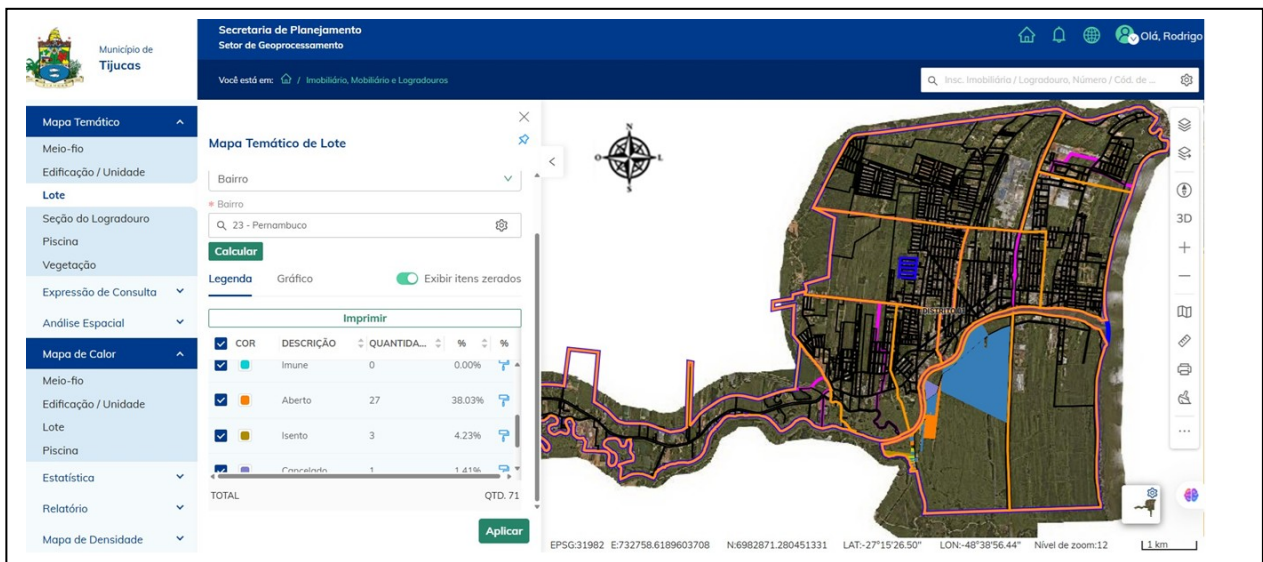 Município de
Tijucas
Secretaria de Planejamento
Setor de Geoprocessamento
Olá, Rodrigo
Você está em: / Imobiliário, Mobiliário e Logradouros
Insc. Imobiliária / Logradouro, Número / Cód. de ...
Mapa Temático
Meio-fio
Edificação / Unidade
Lote
Seção do Logradouro
Piscina
Vegetação
Expressão de Consulta
Análise Espacial
Mapa de Calor
Meio-fio
Edificação / Unidade
Lote
Piscina
Estatística
Relatório
Mapa de Densidade
Mapa Temático de Lote
Bairro
* Bairro
23 - Pernambuco
Calcular
Legenda Gráfico Exibir itens zerados
Imprimir
COR DESCRIÇÃO QUANTIDA... % %
Imune 0 0.00%
Aberto 27 38.03%
Isento 3 4.23%
Cancelado 1 1.41%
TOTAL QTD. 71
Aplicar
N
O L
S
3D
EPSG:31982 E:732758.6189603708 N:6982871.280451331 LAT:-27°15'26.50" LON:-48°38'56.44" Nível de zoom:12 1 km